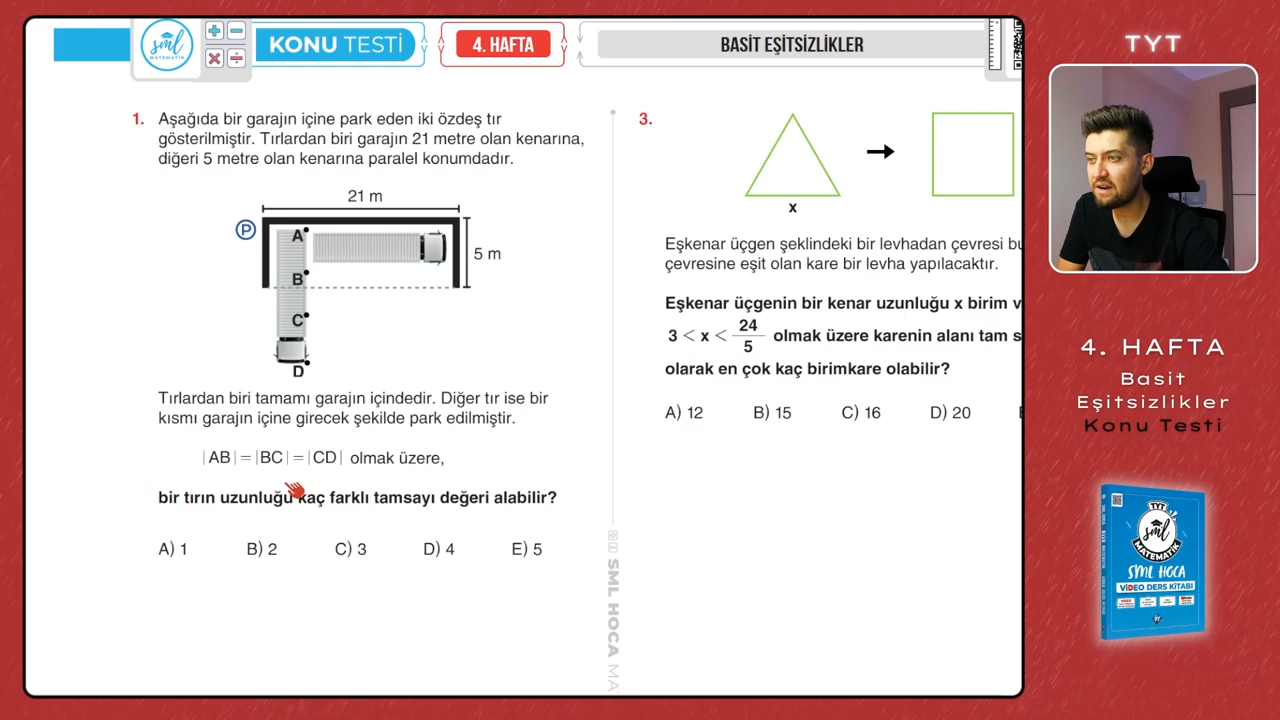 sml
MATEMATİK
KONU TESTİ
4. HAFTA
BASİT EŞİTSİZLİKLER
1. Aşağıda bir garajın içine park eden iki özdeş tır
gösterilmiştir. Tırlardan biri garajın 21 metre olan kenarına,
diğeri 5 metre olan kenarına paralel konumdadır.
21 m
P
A
B
C
D
5 m
Tırlardan biri tamamı garajın içindedir. Diğer tır ise bir
kısmı garajın içine girecek şekilde park edilmiştir.
|AB| = |BC| = |CD| olmak üzere,
bir tırın uzunluğu kaç farklı tamsayı değeri alabilir?
A) 1 B) 2 C) 3 D) 4 E) 5
SML HOCA MA
3.
x
Eşkenar üçgen şeklindeki bir levhadan çevresi bu
çevresine eşit olan kare bir levha yapılacaktır.
Eşkenar üçgenin bir kenar uzunluğu x birim v
3 < x < 24/5 olmak üzere karenin alanı tam s
olarak en çok kaç birimkare olabilir?
A) 12 B) 15 C) 16 D) 20
TYT
4. HAFTA
Basit
Eşitsizlikler
Konu Testi
TYT
sml
MATEMATİK
SML HOCA
VİDEO DERS KİTABI